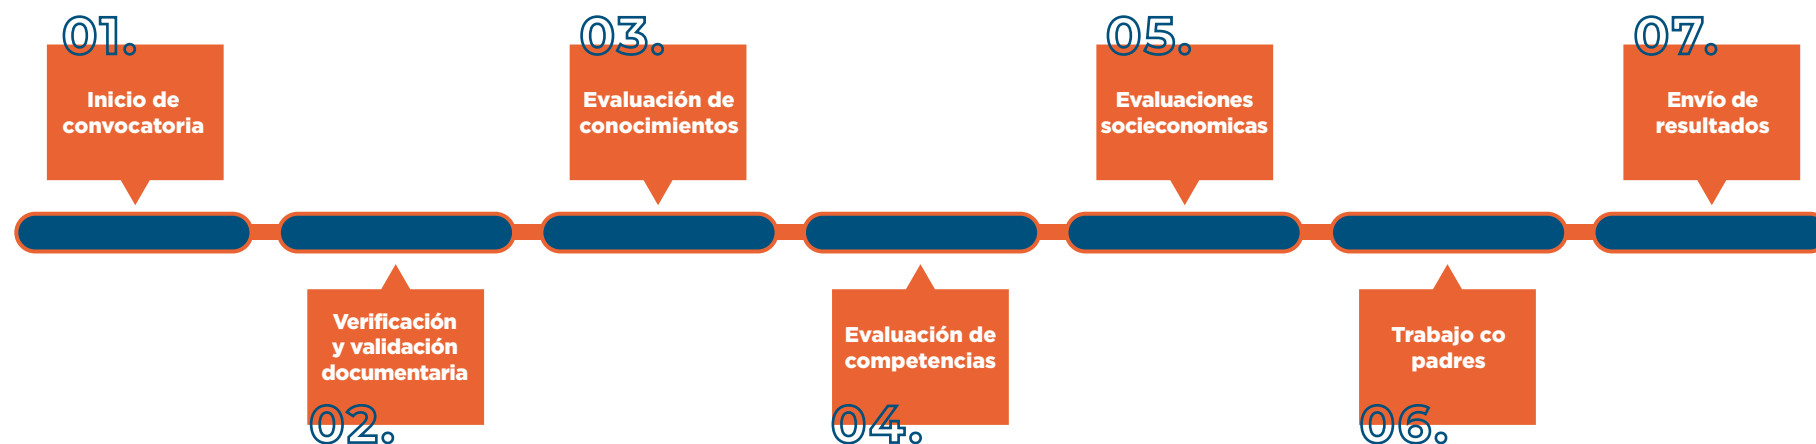 01.
Inicio de
convocatoria
02.
Verificación
y validación
documentaria
03.
Evaluación de
conocimientos
04.
Evaluación de
competencias
05.
Evaluaciones
socieconomicas
06.
Trabajo co
padres
07.
Envío de
resultados